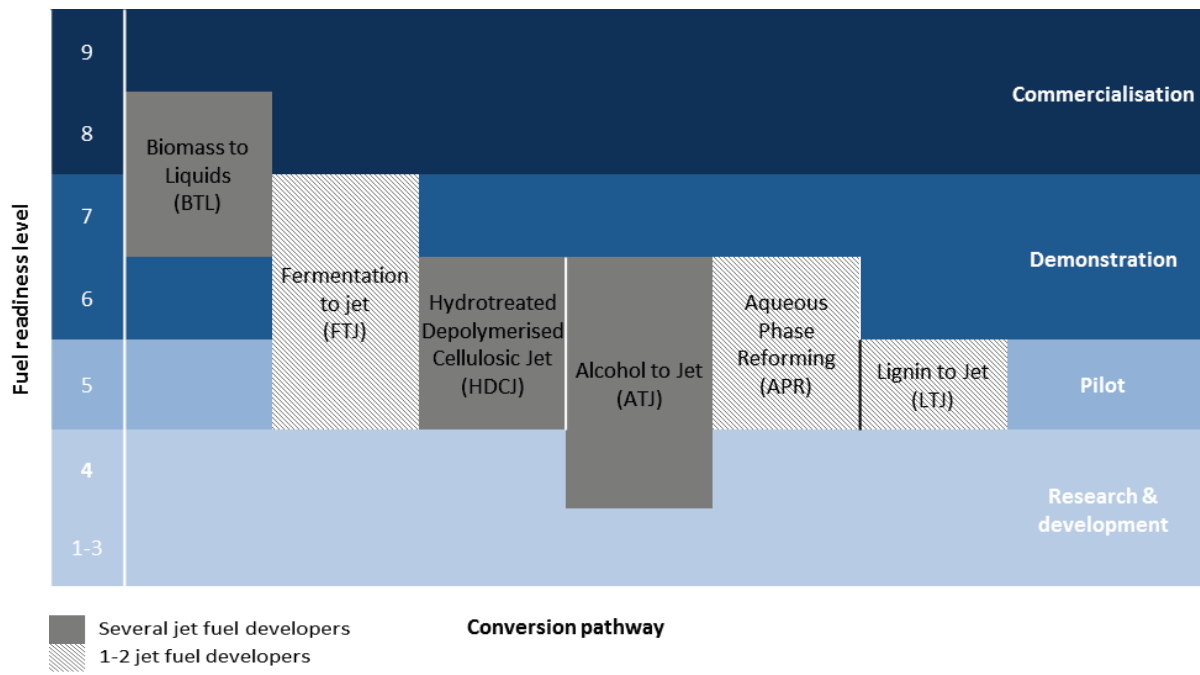 Fuel readiness level
9
8
7
6
5
4
1-3
Biomass to
Liquids
(BTL)
Fermentation
to jet
(FTJ)
Hydrotreated
Depolymerised
Cellulosic Jet
(HDCJ)
Alcohol to Jet
(ATJ)
Aqueous
Phase
Reforming
(APR)
Lignin to Jet
(LTJ)
Commercialisation
Demonstration
Pilot
Research &
development
Several jet fuel developers
1-2 jet fuel developers
Conversion pathway